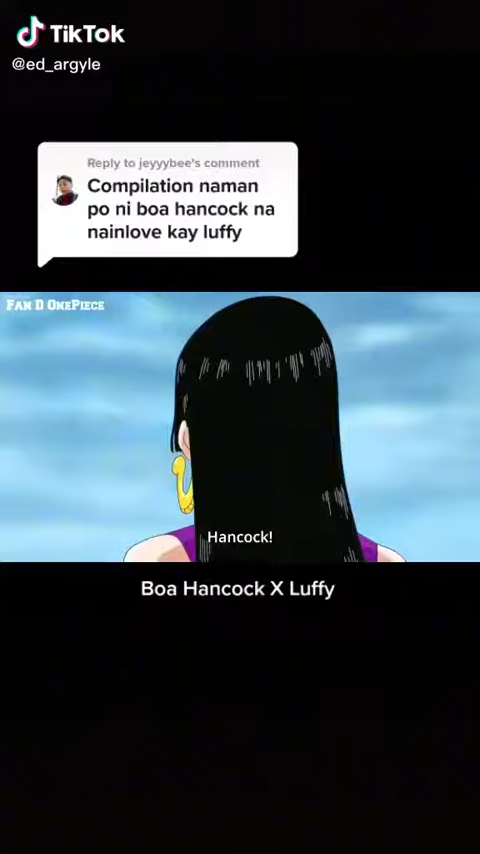 TikTok
@ed_argyle
Reply to jeyyybee's comment
Compilation naman
po ni boa hancock na
nainlove kay luffy
FAN D ONEPIECE
Hancock!
Boa Hancock X Luffy